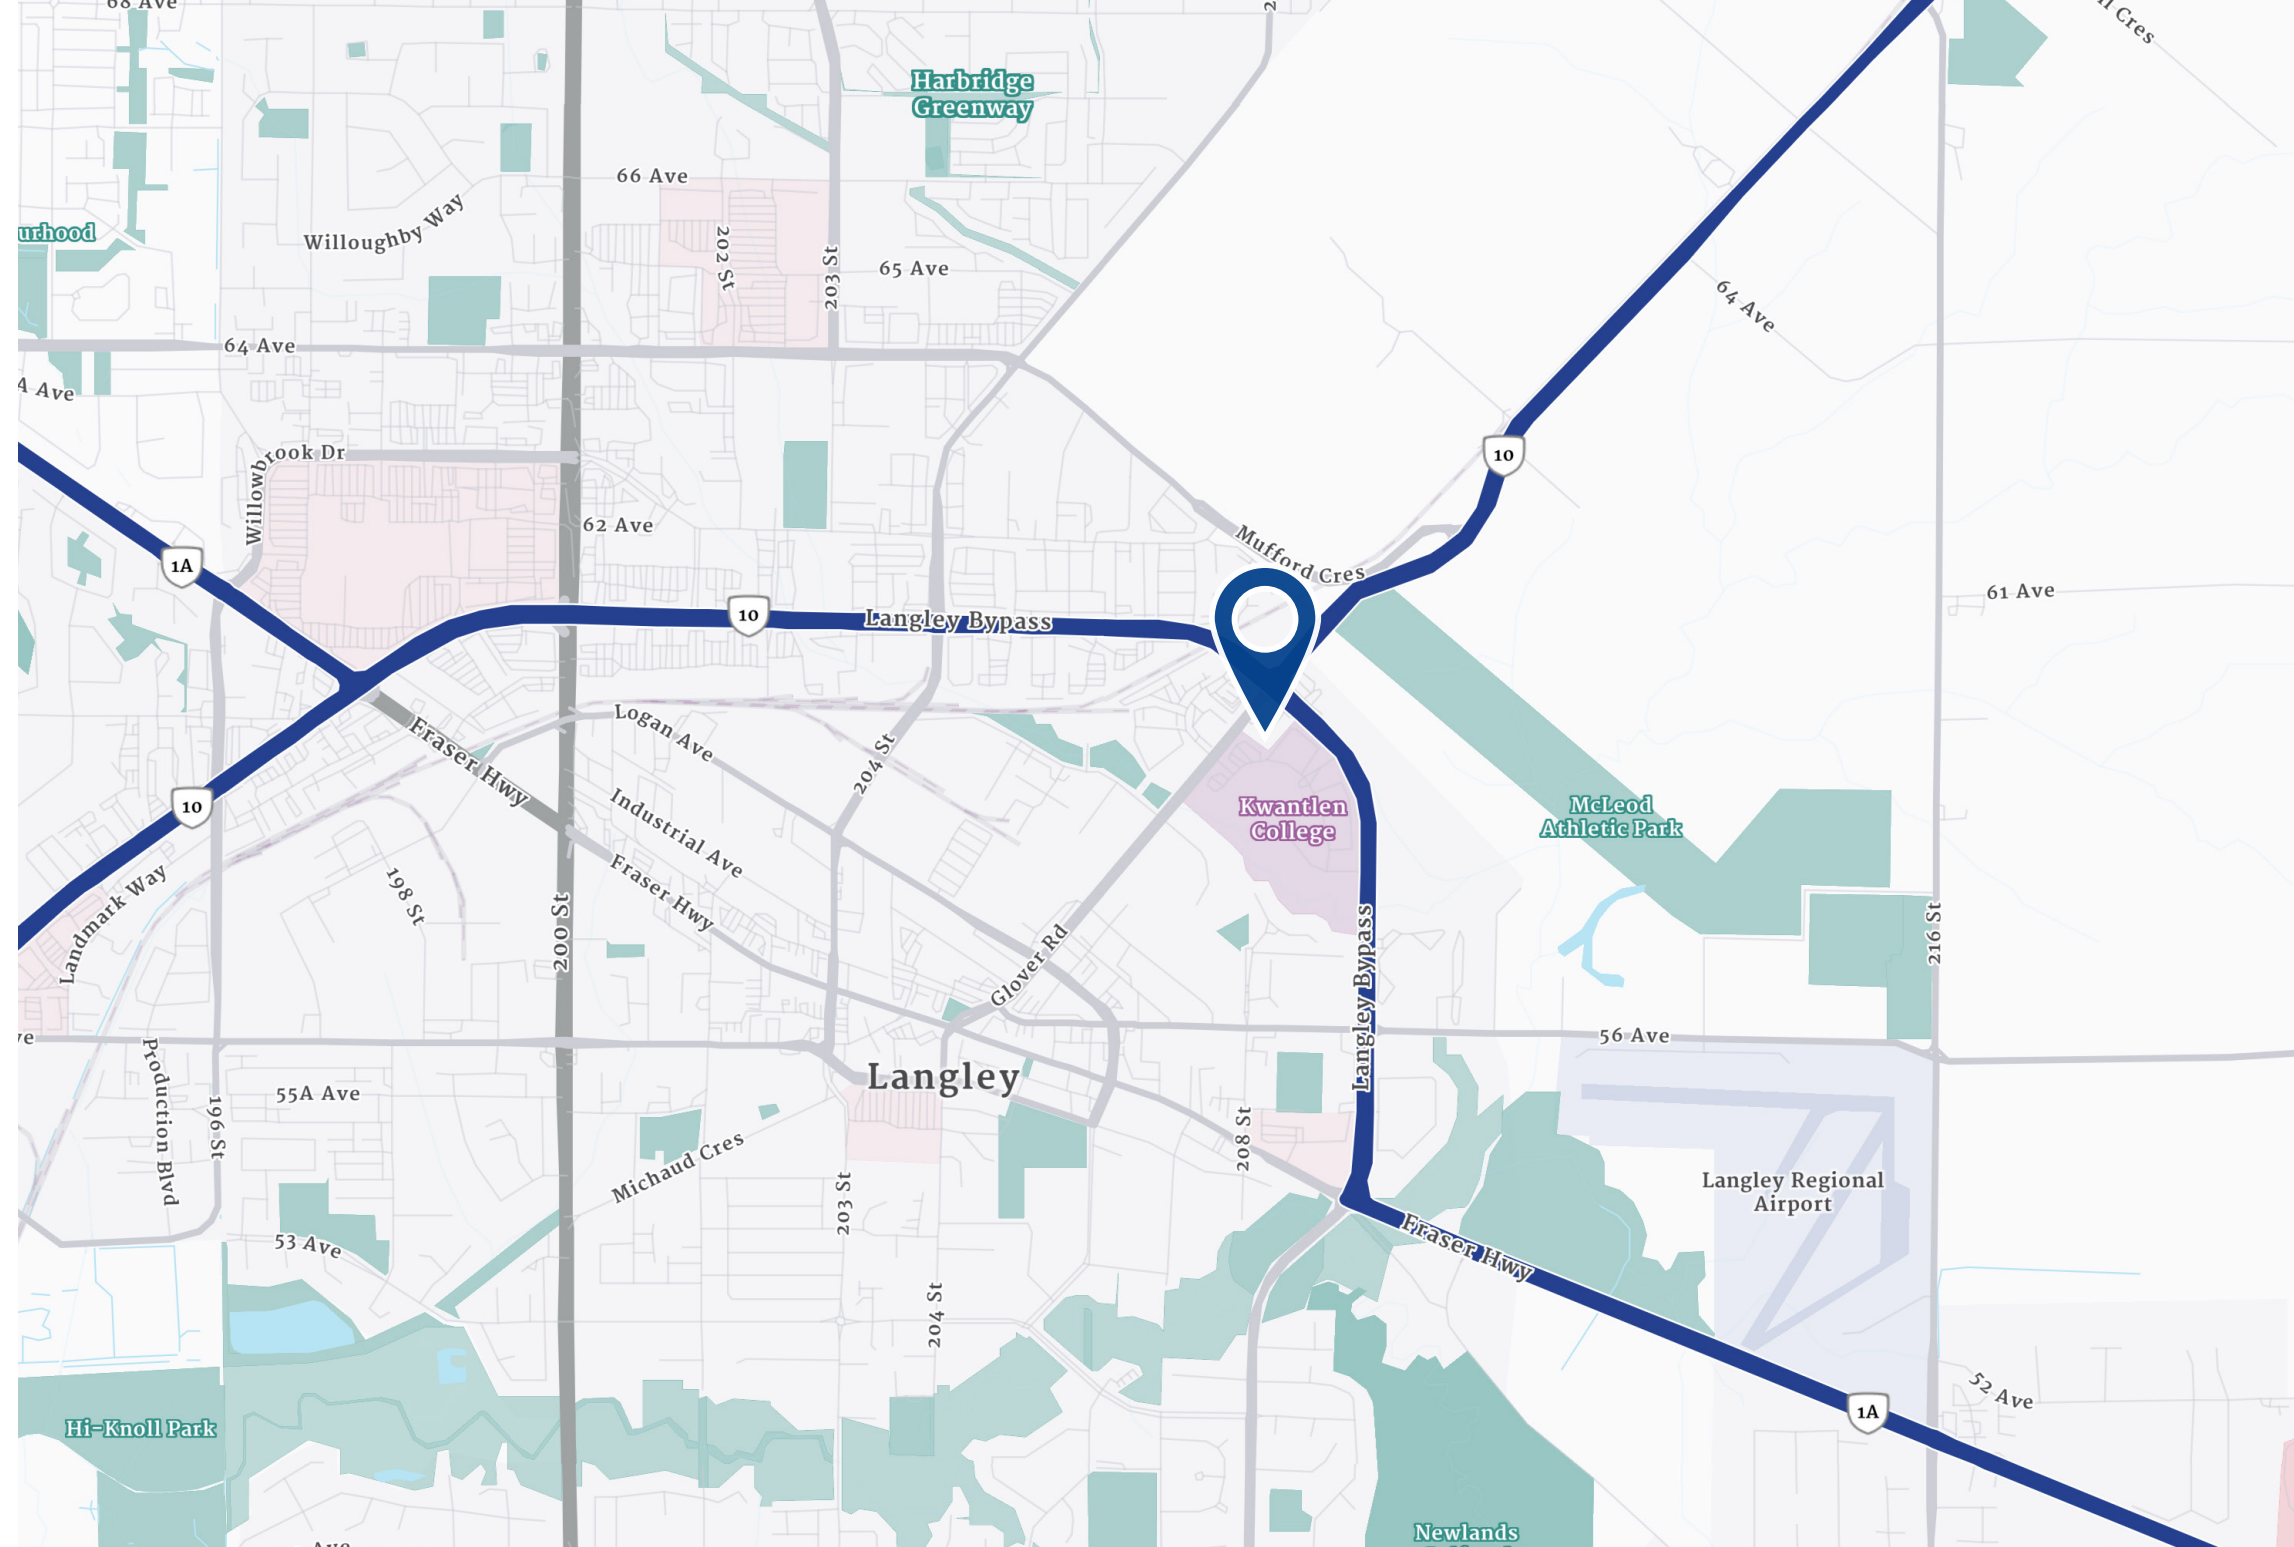 68 Ave
Harbridge
Greenway
66 Ave
Willoughby Way
202 St
203 St
65 Ave
64 Ave
64 Ave
A Ave
Willowbrook Dr
10
62 Ave
Mufford Cres
1A
61 Ave
10
Langley Bypass
Logan Ave
Fraser Hwy
204 St
Industrial Ave
10
Kwantlen
College
McLeod
Athletic Park
Fraser Hwy
Landmark Way
198 St
200 St
Glover Rd
Langley Bypass
216 St
56 Ave
Langley
Production Blvd
55A Ave
196 St
Michaud Cres
208 St
203 St
Langley Regional
Airport
53 Ave
Fraser Hwy
204 St
52 Ave
1A
Hi-Knoll Park
Newlands